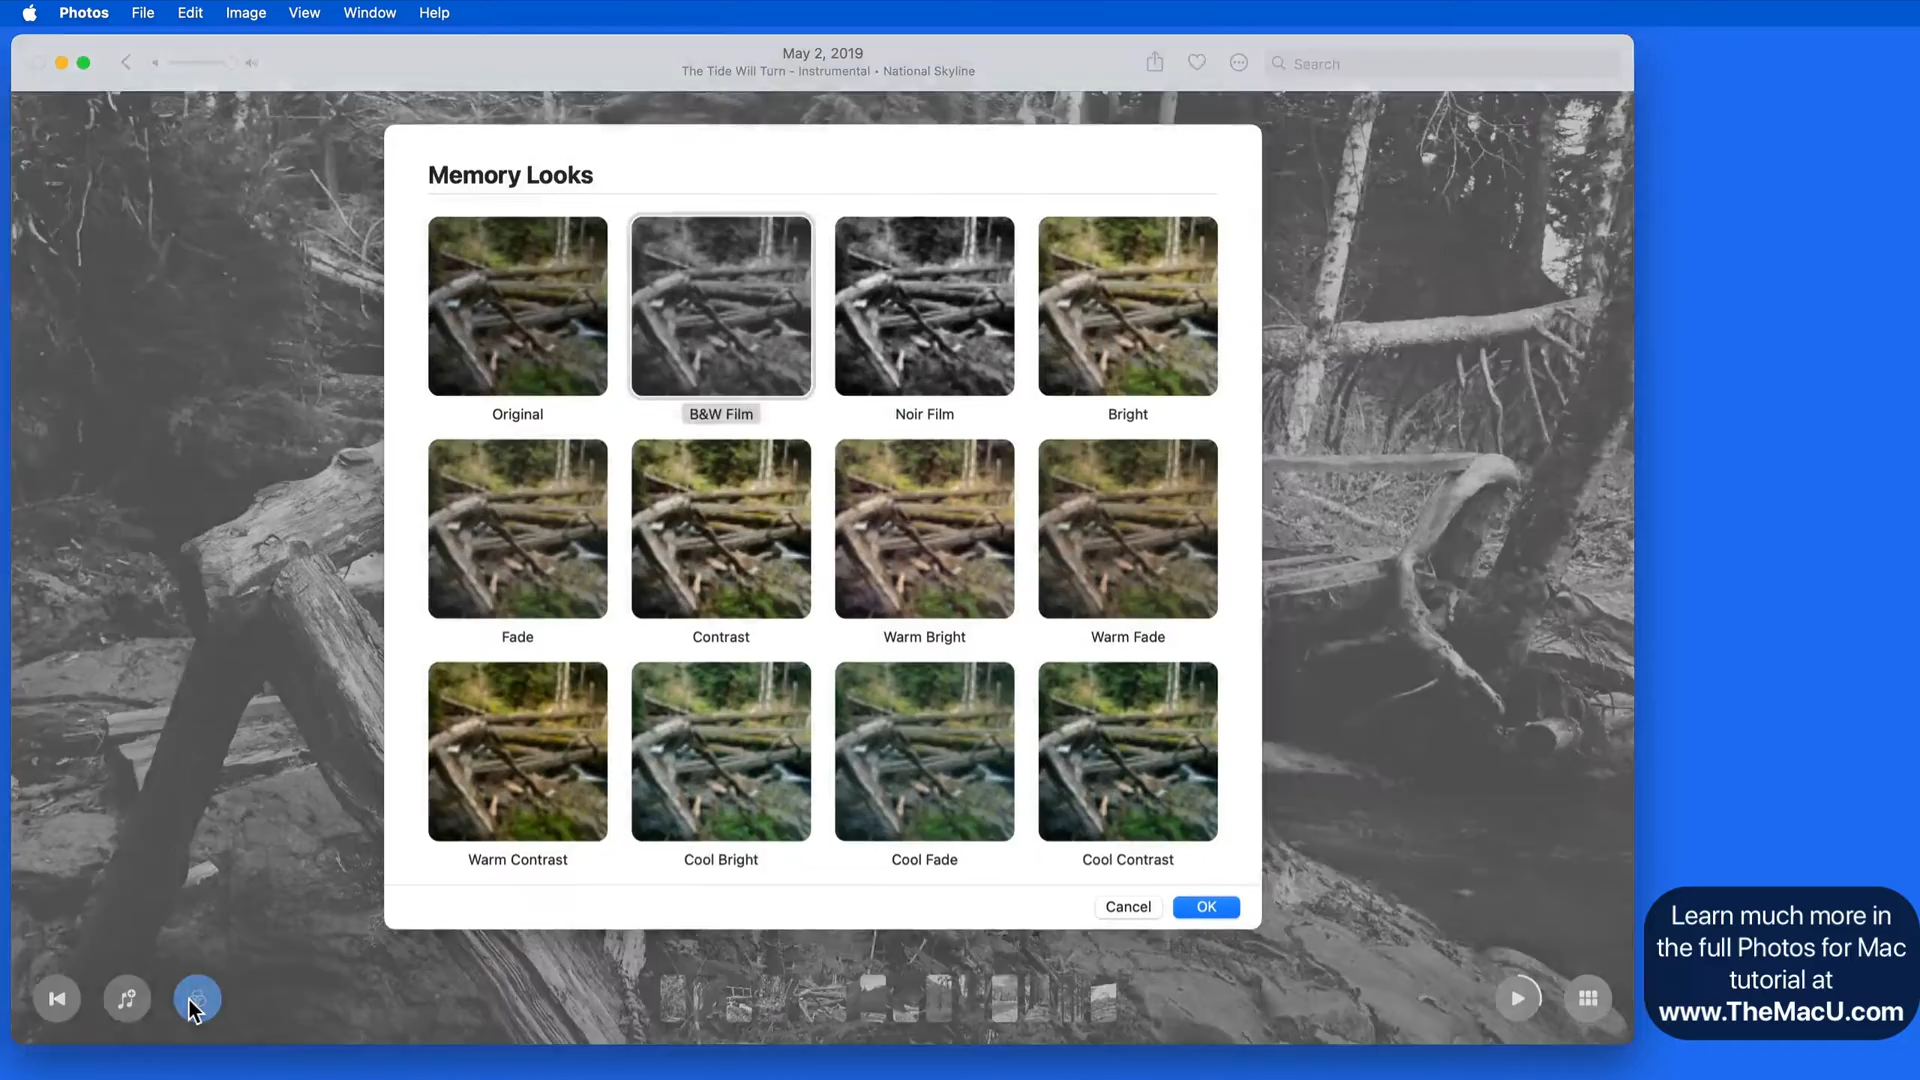 Photos File Edit Image View Window Help
May 2, 2019
The Tide Will Turn - Instrumental • National Skyline
Search
Memory Looks
Original B&W Film Noir Film Bright
Fade Contrast Warm Bright Warm Fade
Warm Contrast Cool Bright Cool Fade Cool Contrast
Cancel OK
Learn much more in
the full Photos for Mac
tutorial at
www.TheMacU.com